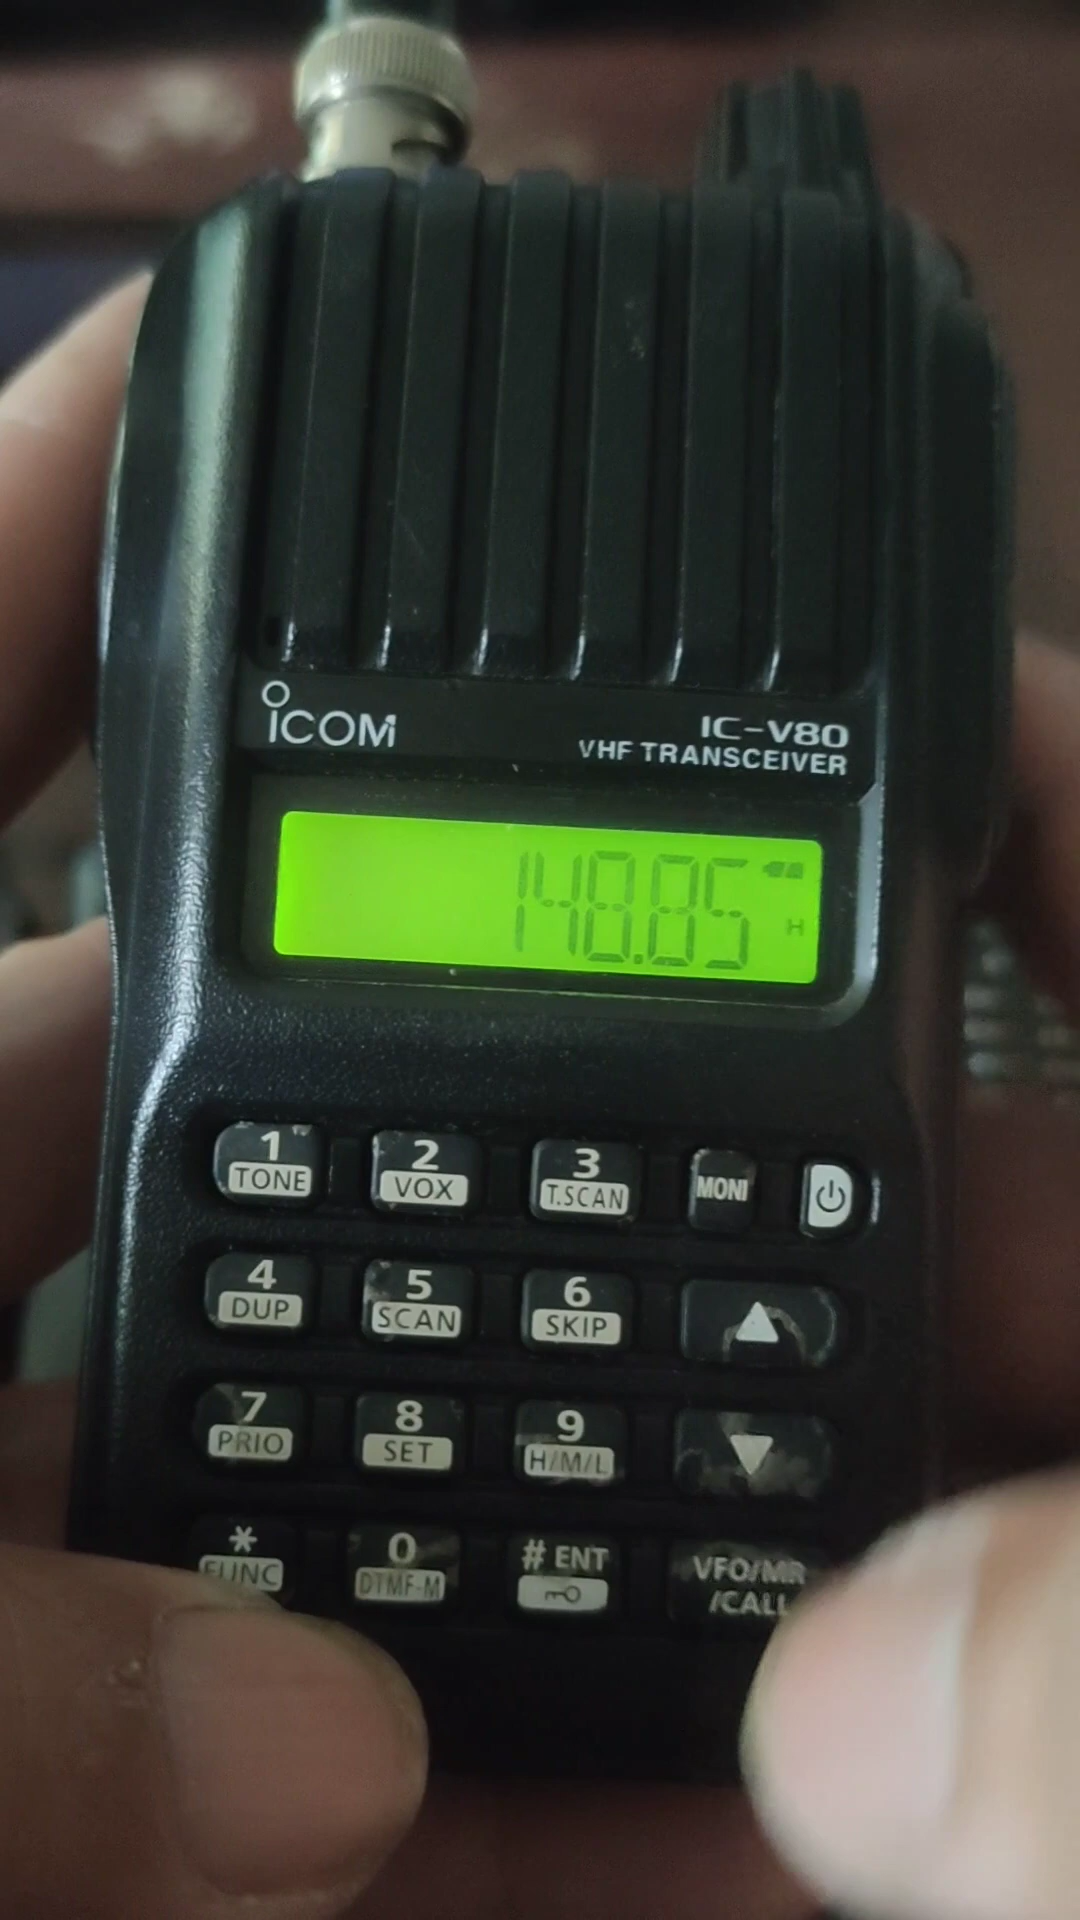 iCOM
IC-V80
VHF TRANSCEIVER
148.85
H
1
TONE
2
VOX
3
T.SCAN
MONI
4
DUP
5
SCAN
6
SKIP
7
PRIO
8
SET
9
H/M/L
*
FUNC
0
DTMF-M
# ENT
VFO/MR
/CALL